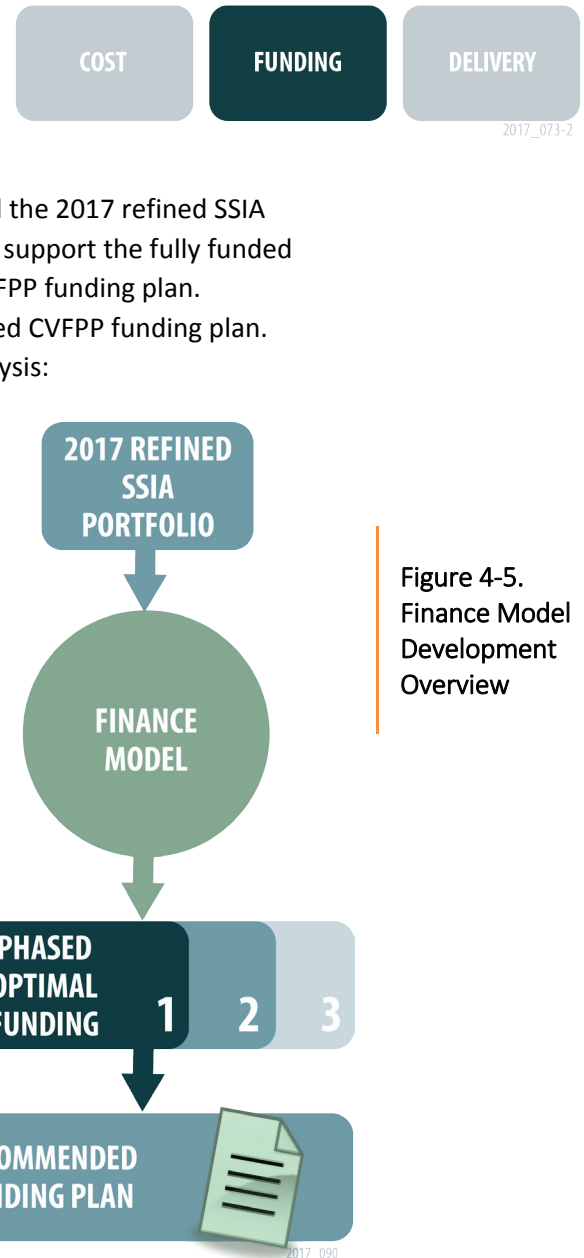 COST
FUNDING
DELIVERY
2017_073-2
the 2017 refined SSIA
support the fully funded
FPP funding plan.
ed CVFPP funding plan.
ysis:
2017 REFINED
SSIA
PORTFOLIO
Figure 4-5.
Finance Model
Development
Overview
FINANCE
MODEL
PHASED
OPTIMAL
FUNDING
1
2
3
OMMENDED
NDING PLAN
2017_090